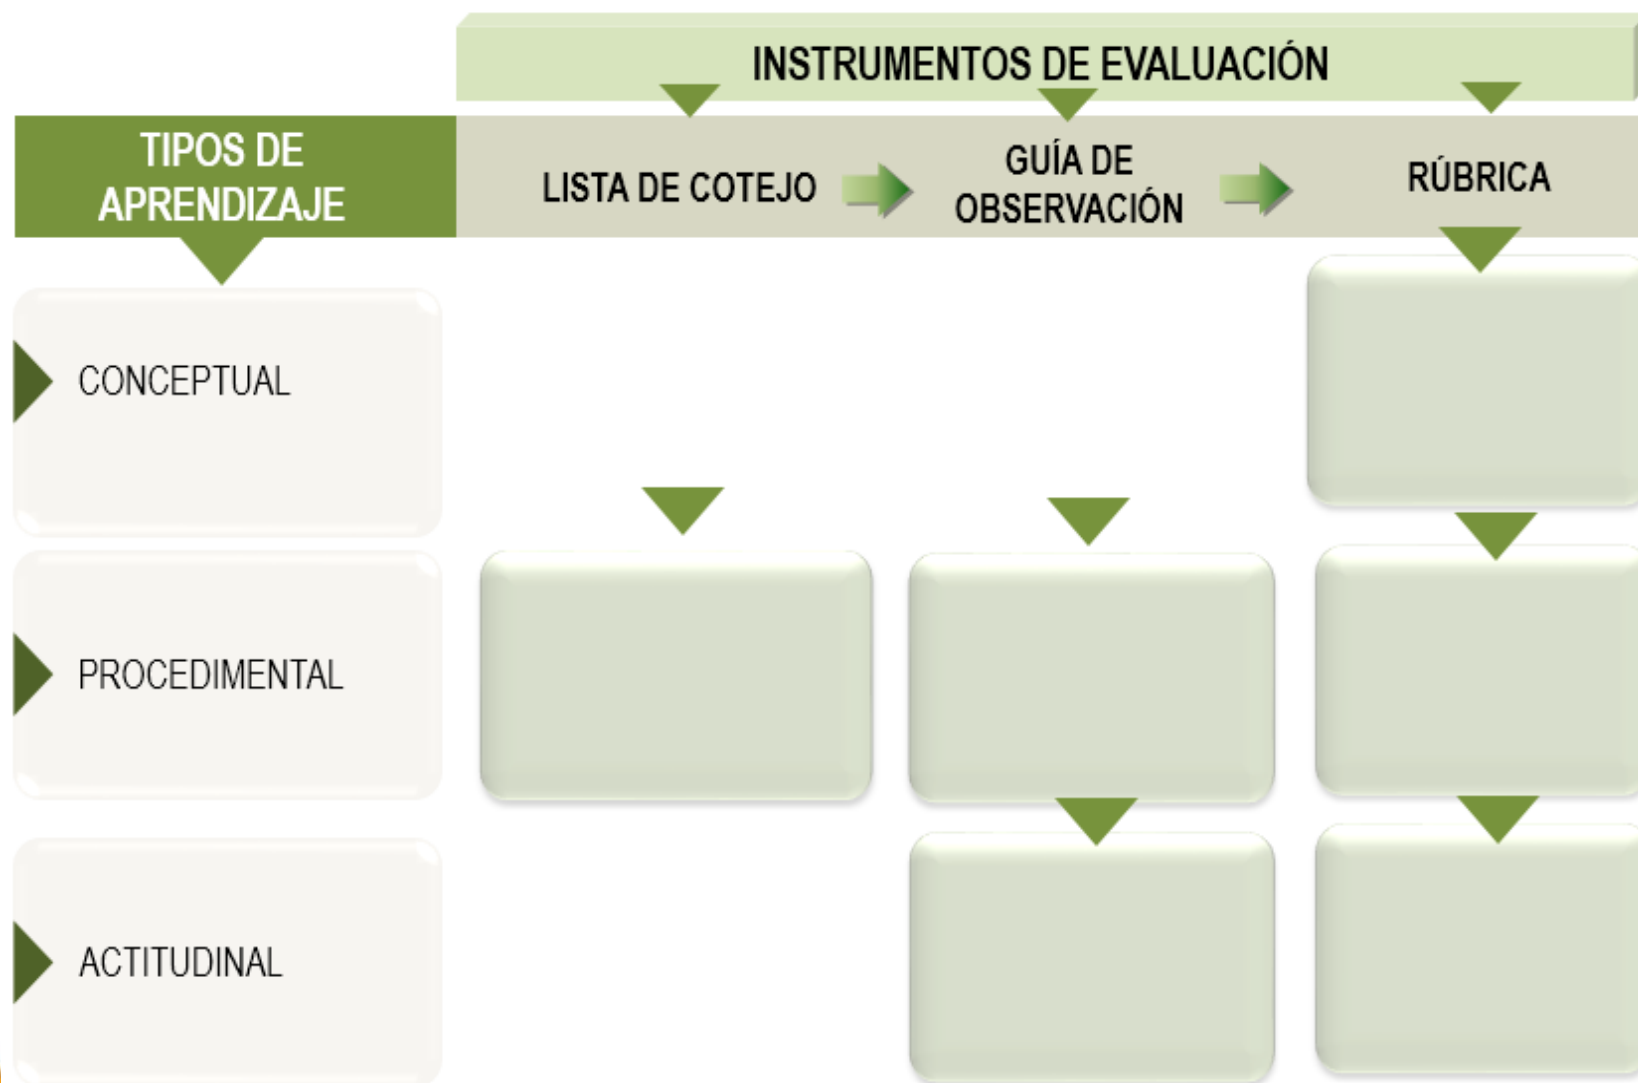 INSTRUMENTOS DE EVALUACIÓN
TIPOS DE
APRENDIZAJE
LISTA DE COTEJO
GUÍA DE
OBSERVACIÓN
RÚBRICA
CONCEPTUAL
PROCEDIMENTAL
ACTITUDINAL